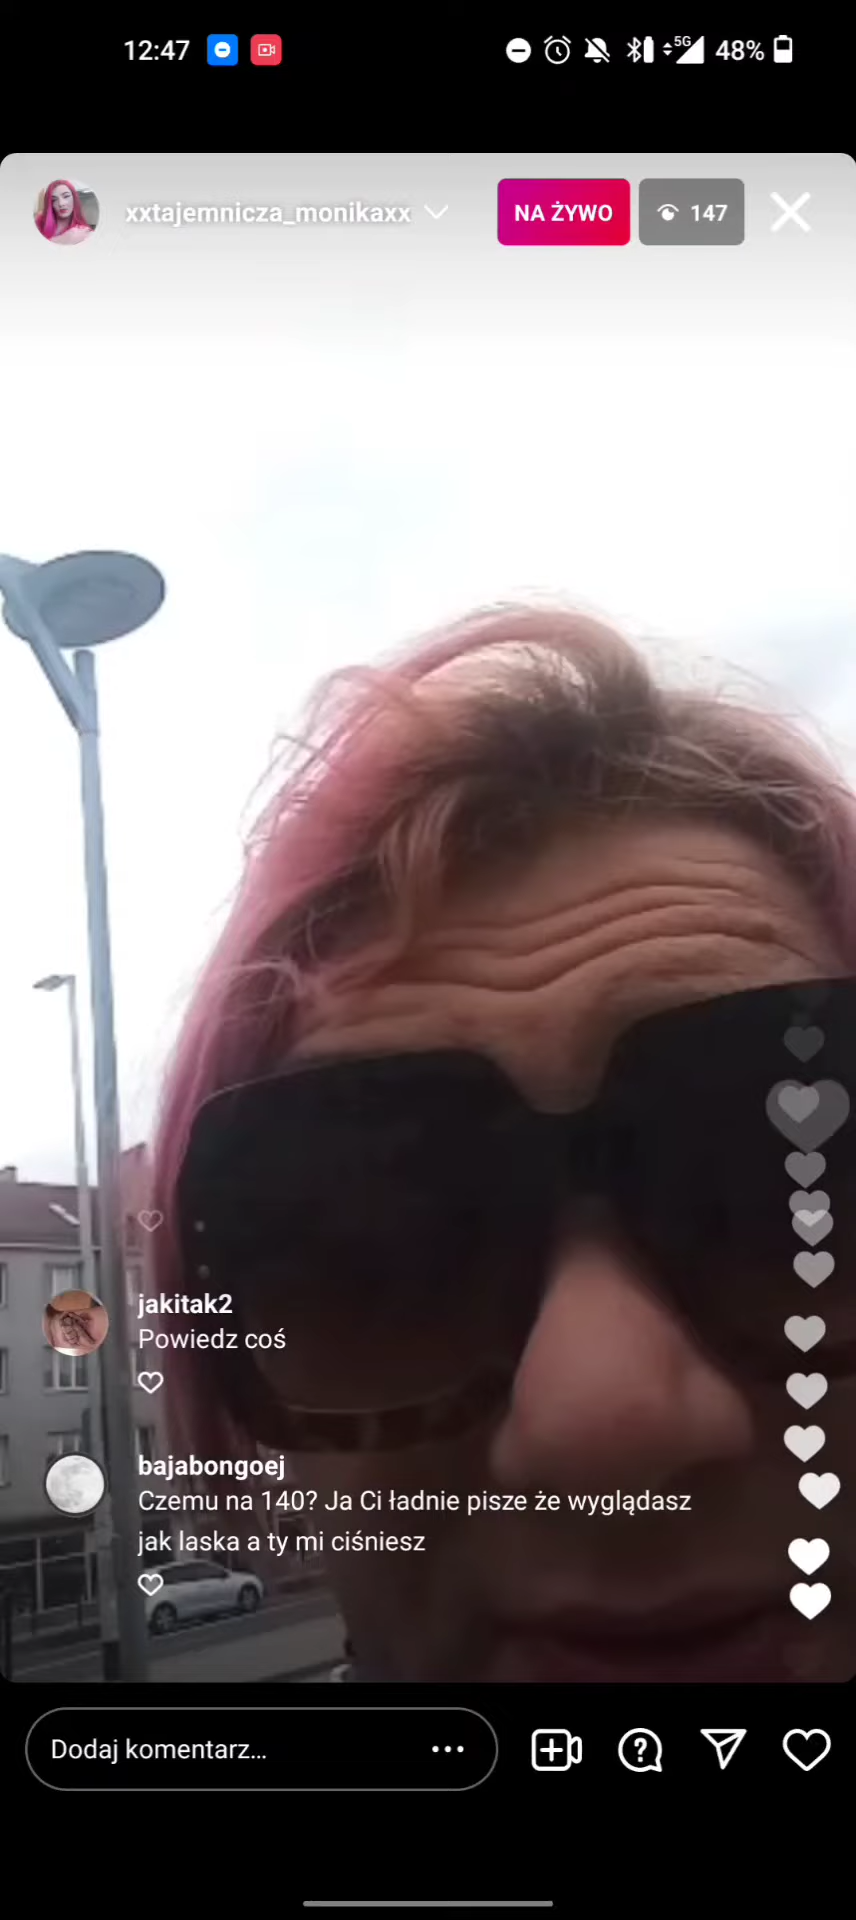 12:47
5G
48%
xxtajemnicza_monikaxx
NA ŻYWO
147
jakitak2
Powiedz coś
bajabongoej
Czemu na 140? Ja Ci ładnie pisze że wyglądasz
jak laska a ty mi ciśniesz
Dodaj komentarz...